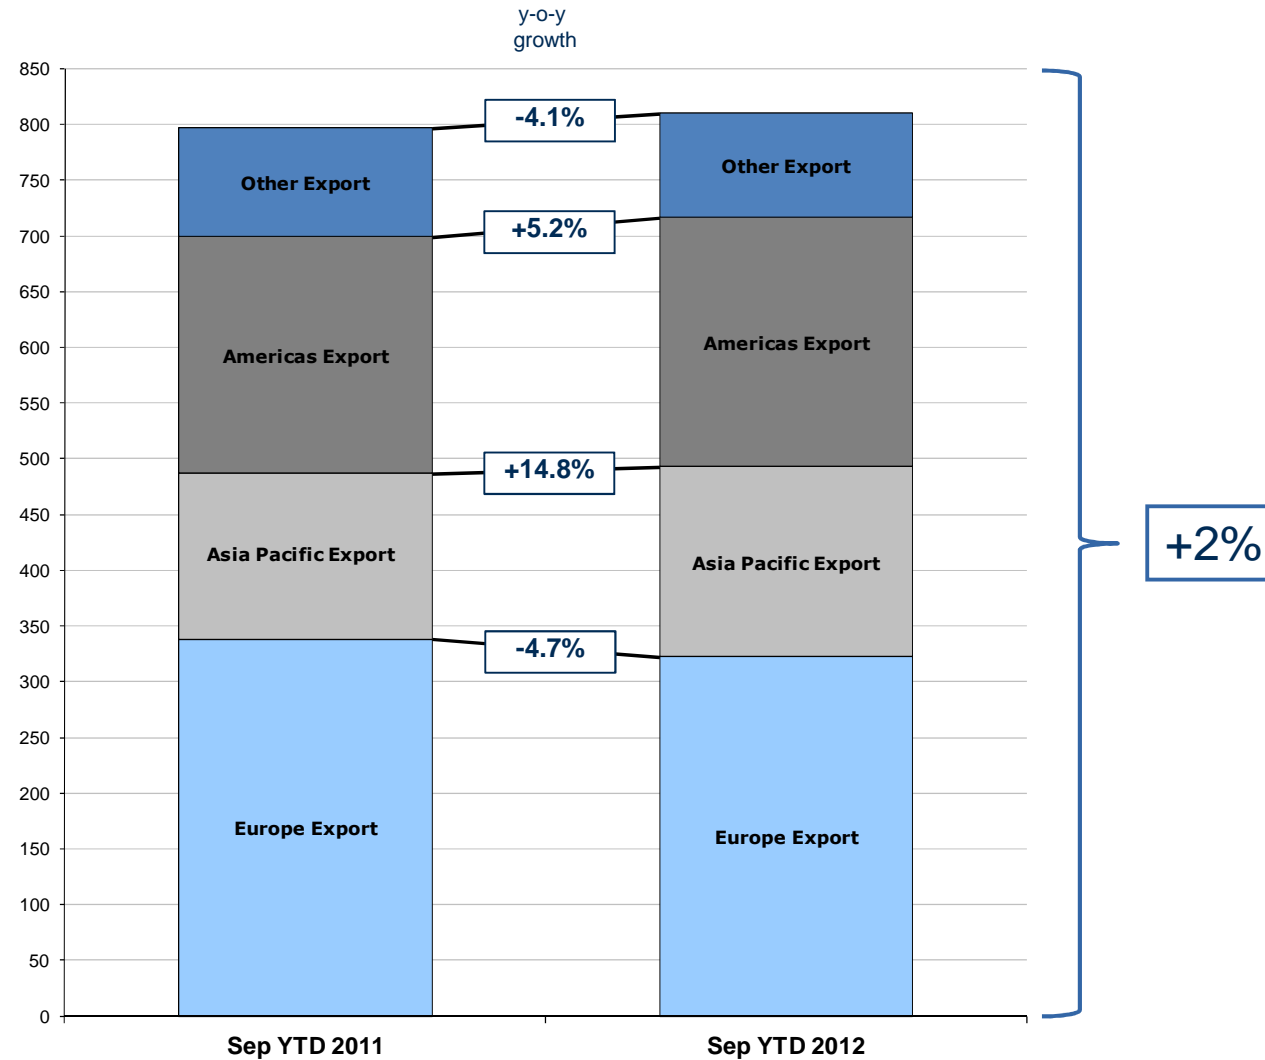 y-o-y
growth
850
800
750
700
650
600
550
500
450
400
350
300
250
200
150
100
50
0
-4.1%
+5.2%
+14.8%
-4.7%
Other Export
Americas Export
Asia Pacific Export
Europe Export
Other Export
Americas Export
Asia Pacific Export
Europe Export
+2%
Sep YTD 2011
Sep YTD 2012